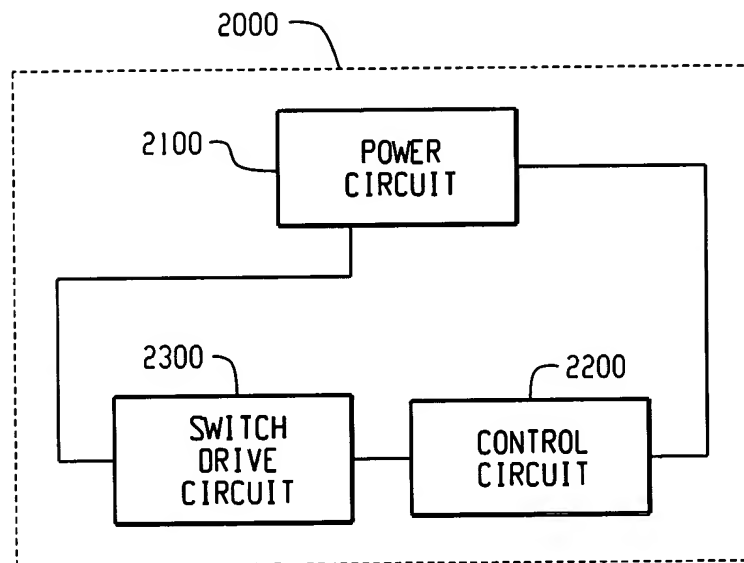 2000
2100
POWER
CIRCUIT
2300
2200
SWITCH
DRIVE
CIRCUIT
CONTROL
CIRCUIT